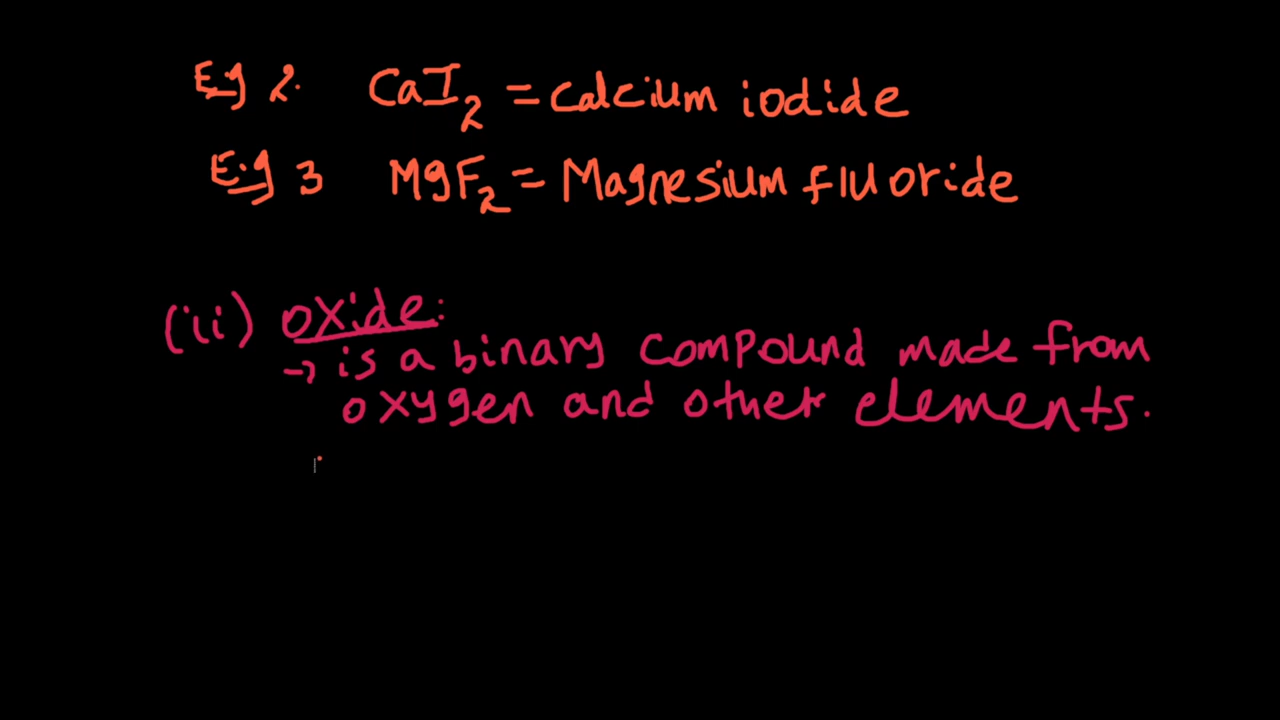 E.g 2. CaI₂ = calcium iodide
E.g 3 MgF₂ = Magnesium fluoride
(ii) oxide:
→ is a binary compound made from
oxygen and other elements.